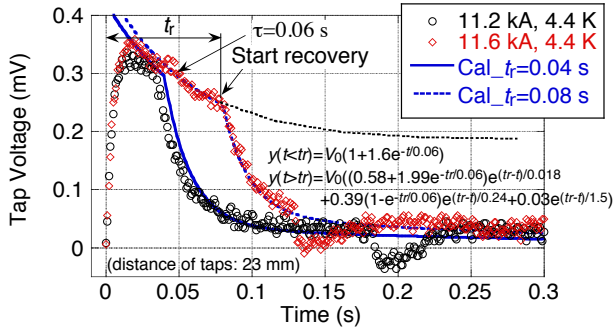 0.4
0.3
0.2
0.1
0
Tap Voltage (mV)
t_r
τ=0.06 s
Start recovery
11.2 kA, 4.4 K
11.6 kA, 4.4 K
Cal_t_r=0.04 s
Cal_t_r=0.08 s
y(t<tr)=V₀(1+1.6e^-t/0.06)
y(t>tr)=V₀((0.58+1.99e^-tr/0.06)e^(tr-t)/0.018
+0.39(1-e^-tr/0.06)e^(tr-t)/0.24+0.03e^(tr-t)/1.5)
(distance of taps: 23 mm)
0 0.05 0.1 0.15 0.2 0.25 0.3
Time (s)